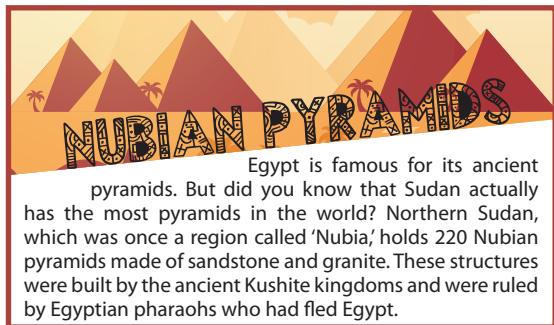 NUBIAN PYRAMIDS
Egypt is famous for its ancient
pyramids. But did you know that Sudan actually
has the most pyramids in the world? Northern Sudan,
which was once a region called ‘Nubia,’ holds 220 Nubian
pyramids made of sandstone and granite. These structures
were built by the ancient Kushite kingdoms and were ruled
by Egyptian pharaohs who had fled Egypt.